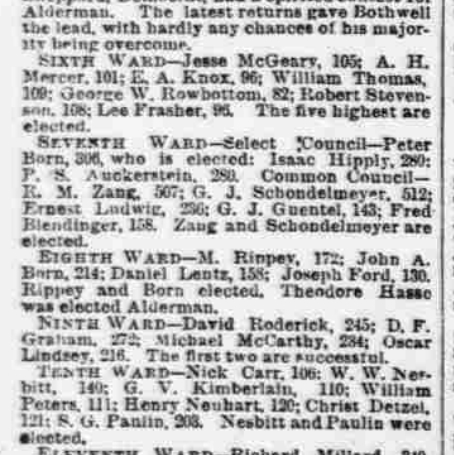 Alderman. The latest returns gave Bothwell
the lead, with hardly any chances of his major-
ity being overcome.
SIXTH WARD—Jesse McGeary, 105; A. H.
Mercer, 101; E. A. Knox, 96; William Thomas,
109; George W. Rowbottom, 82; Robert Steven-
son, 108; Lee Frasher, 96. The five highest are
elected.
SEVENTH WARD—Select Council—Peter
Born, 306, who is elected: Isaac Hipply, 280:
P. S. Auckerstein, 280. Common Council—
R. M. Zang, 567; G. J. Schondelmeyer, 512;
Ernest Ludwig, 236; G. J. Guentel, 143; Fred
Blendinger, 158. Zang and Schondelmeyer are
elected.
EIGHTH WARD—M. Rippey, 172; John A.
Born, 214; Daniel Lentz, 158; Joseph Ford, 130.
Rippey and Born elected. Theodore Hasso
was elected Alderman.
NINTH WARD—David Roderick, 245; D. F.
Graham, 272; Michael McCarthy, 284; Oscar
Lindsey, 216. The first two are successful.
TENTH WARD—Nick Carr, 106: W. W. Nes-
bitt, 140; G. V. Kimberlain, 110; William
Peters, 111; Henry Neuhart, 120; Christ Detzel,
121; S. G. Paulin, 203. Nesbitt and Paulin were
elected.
ELEVENTH WARD—Richard Millard,